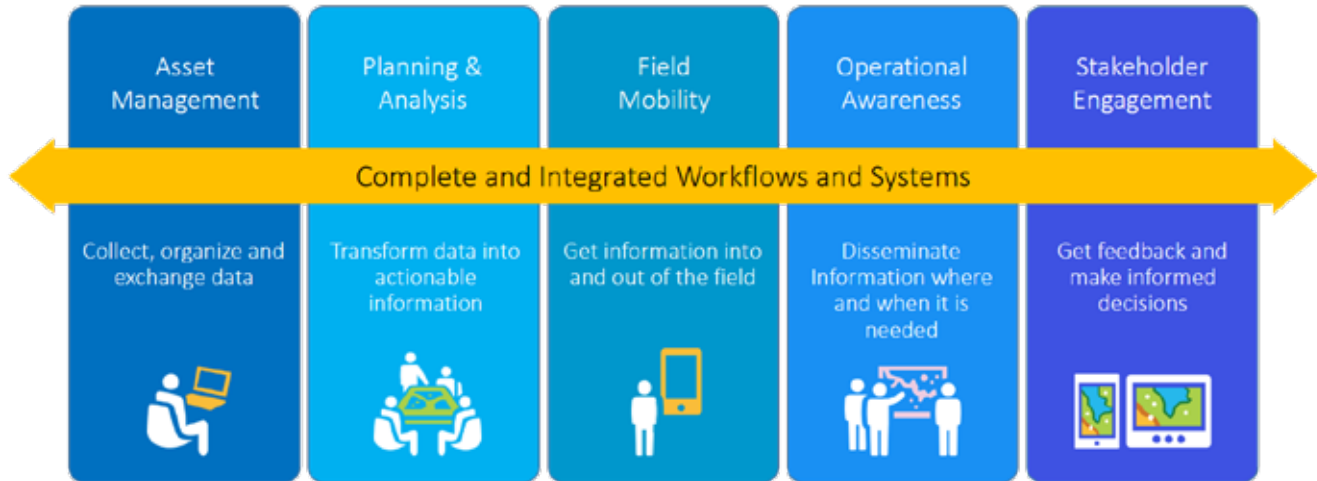 Asset
Management
Planning &
Analysis
Field
Mobility
Operational
Awareness
Stakeholder
Engagement
Complete and Integrated Workflows and Systems
Collect, organize and
exchange data
Transform data into
actionable
information
Get information into
and out of the field
Disseminate
Information where
and when it is
needed
Get feedback and
make informed
decisions